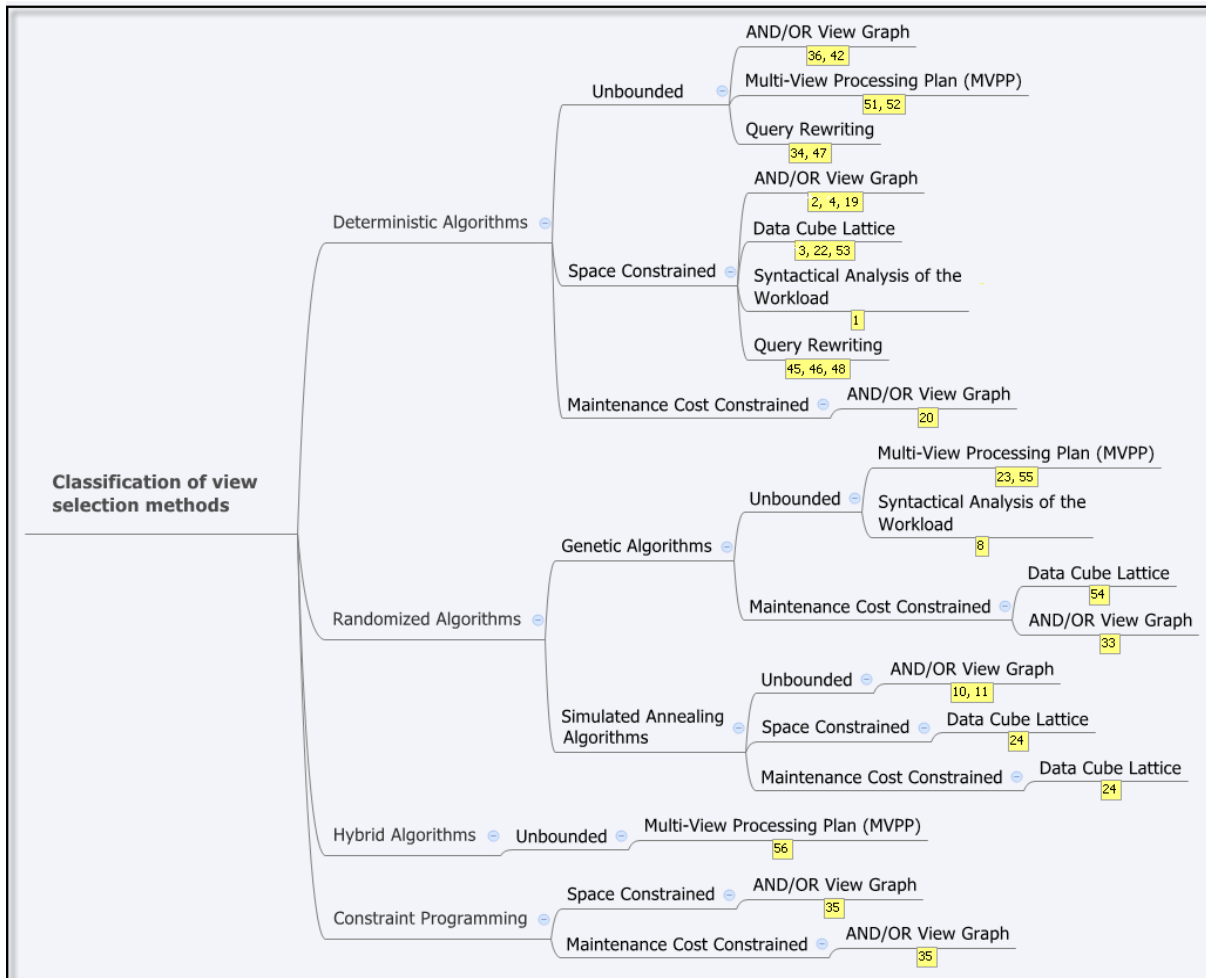 AND/OR View Graph
36, 42
Unbounded
Multi-View Processing Plan (MVPP)
51, 52
Query Rewriting
34, 47
AND/OR View Graph
2, 4, 19
Deterministic Algorithms
Data Cube Lattice
3, 22, 53
Space Constrained
Syntactical Analysis of the
Workload
1
Query Rewriting
45, 46, 48
Maintenance Cost Constrained
AND/OR View Graph
20
Classification of view
selection methods
Multi-View Processing Plan (MVPP)
23, 55
Unbounded
Syntactical Analysis of the
Workload
8
Genetic Algorithms
Data Cube Lattice
54
Maintenance Cost Constrained
AND/OR View Graph
33
Randomized Algorithms
Unbounded
AND/OR View Graph
10, 11
Simulated Annealing
Algorithms
Space Constrained
Data Cube Lattice
24
Maintenance Cost Constrained
Data Cube Lattice
24
Hybrid Algorithms
Unbounded
Multi-View Processing Plan (MVPP)
56
Space Constrained
AND/OR View Graph
35
Constraint Programming
Maintenance Cost Constrained
AND/OR View Graph
35